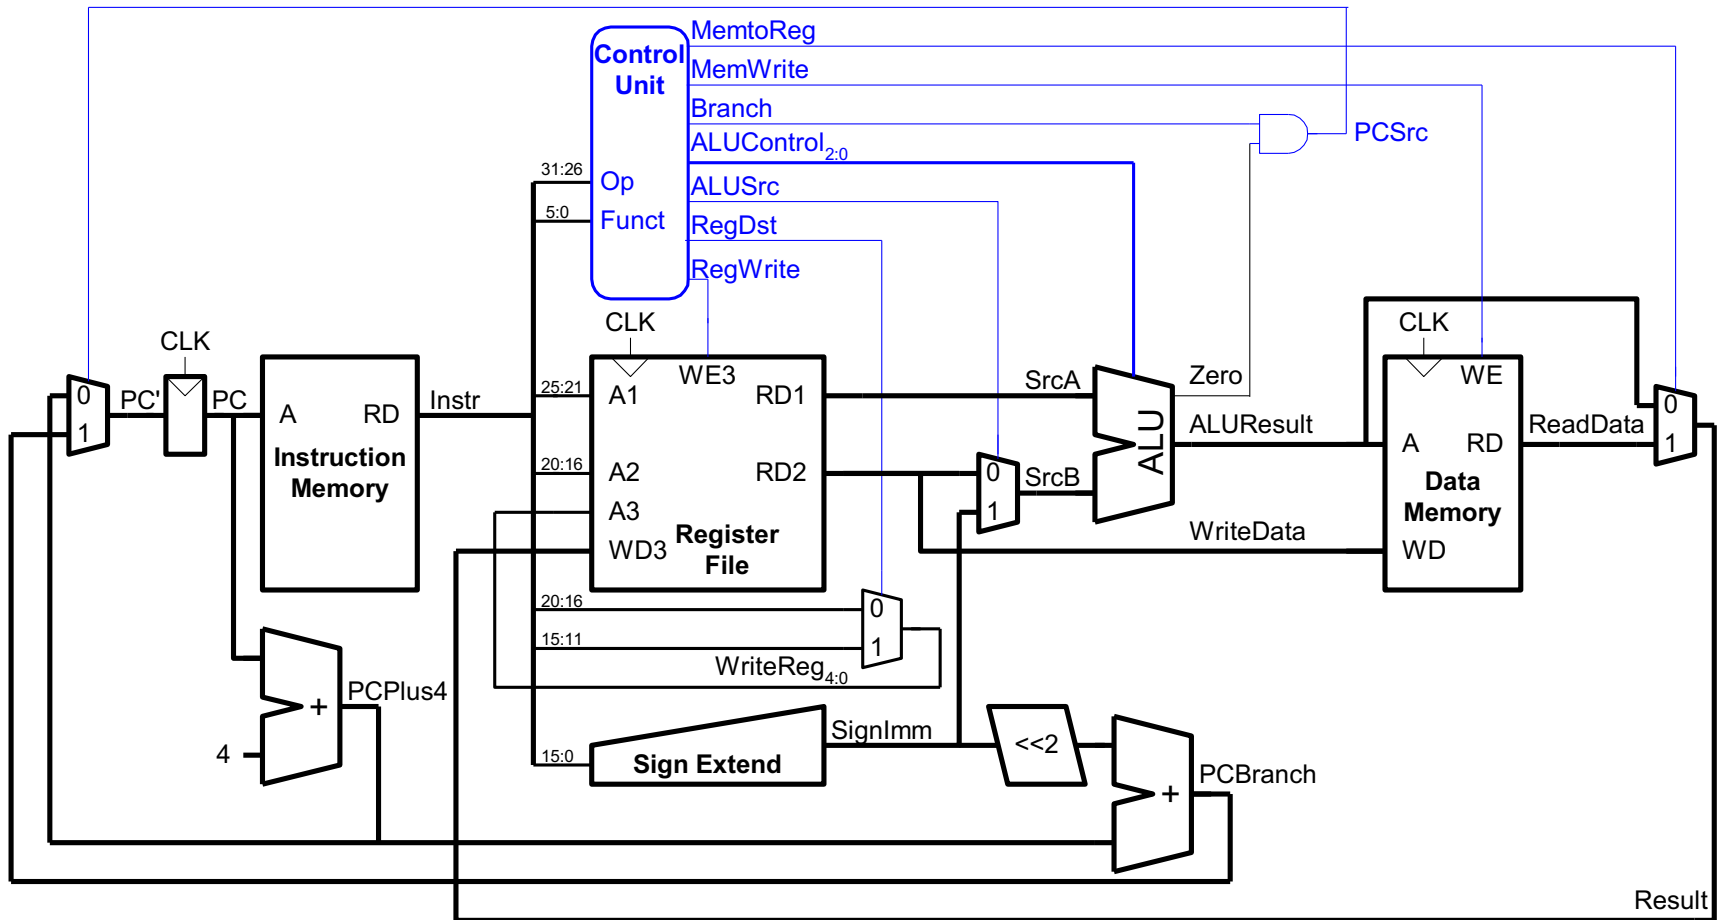 MemtoReg
Control
Unit
MemWrite
Branch
PCSrc
ALUControl2:0
31:26
Op
ALUSrc
5:0
Funct
RegDst
RegWrite
CLK
CLK
CLK
0
1
PC'
PC
A
RD
Instruction
Memory
Instr
25:21
A1
WE3
RD1
SrcA
20:16
A2
RD2
A3
WD3
Register
File
0
1
SrcB
ALU
Zero
ALUResult
WriteData
WE
A
RD
Data
Memory
WD
ReadData
0
1
20:16
0
15:11
1
WriteReg4:0
PCPlus4
+
4
15:0
Sign Extend
SignImm
<<2
+
PCBranch
Result